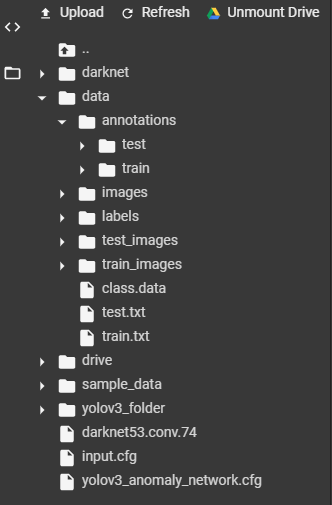 Upload Refresh Unmount Drive
..
darknet
data
annotations
test
train
images
labels
test_images
train_images
class.data
test.txt
train.txt
drive
sample_data
yolov3_folder
darknet53.conv.74
input.cfg
yolov3_anomaly_network.cfg